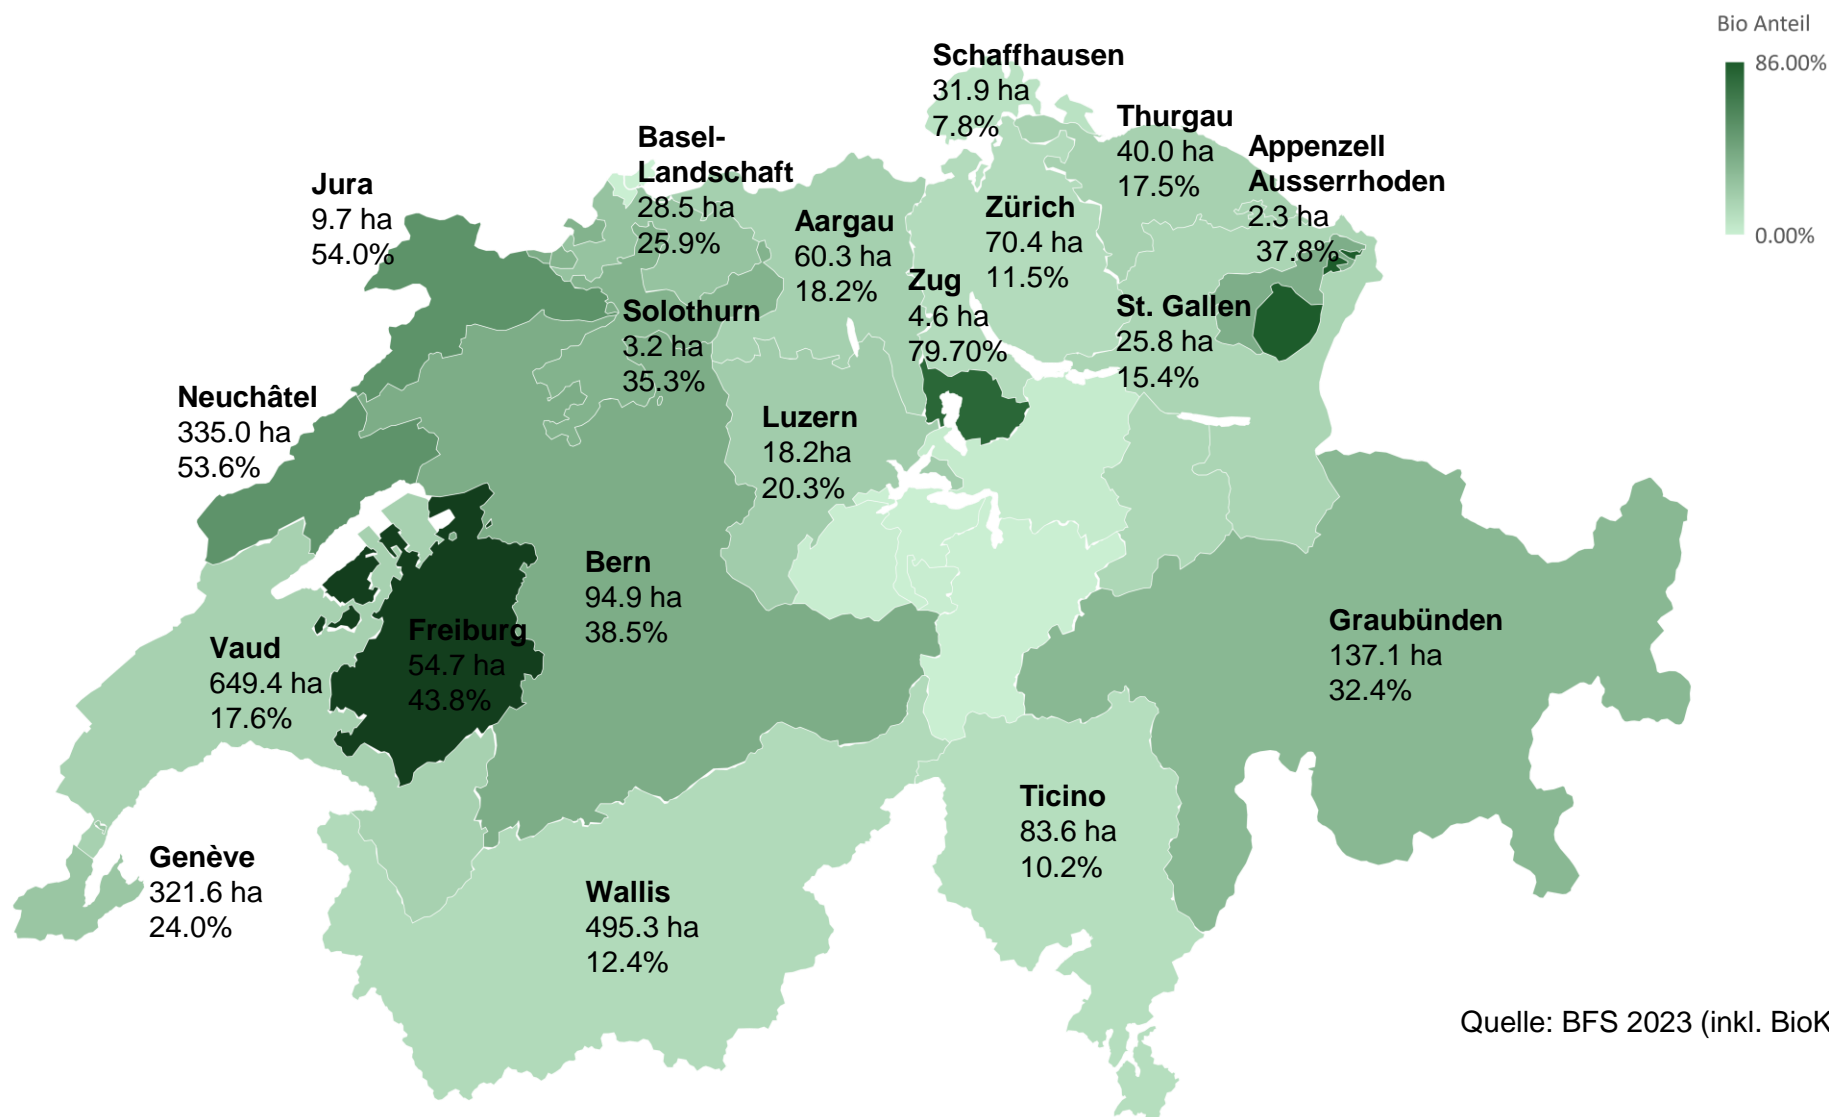 Bio Anteil
86.00%
0.00%
Schaffhausen
31.9 ha
7.8%
Thurgau
40.0 ha
17.5%
Appenzell
Ausserrhoden
2.3 ha
37.8%
Basel-
Landschaft
28.5 ha
25.9%
Jura
9.7 ha
54.0%
Aargau
60.3 ha
18.2%
Zürich
70.4 ha
11.5%
Zug
4.6 ha
79.70%
St. Gallen
25.8 ha
15.4%
Solothurn
3.2 ha
35.3%
Neuchâtel
335.0 ha
53.6%
Luzern
18.2ha
20.3%
Bern
94.9 ha
38.5%
Freiburg
54.7 ha
43.8%
Vaud
649.4 ha
17.6%
Graubünden
137.1 ha
32.4%
Ticino
83.6 ha
10.2%
Genève
321.6 ha
24.0%
Wallis
495.3 ha
12.4%
Quelle: BFS 2023 (inkl. BioK